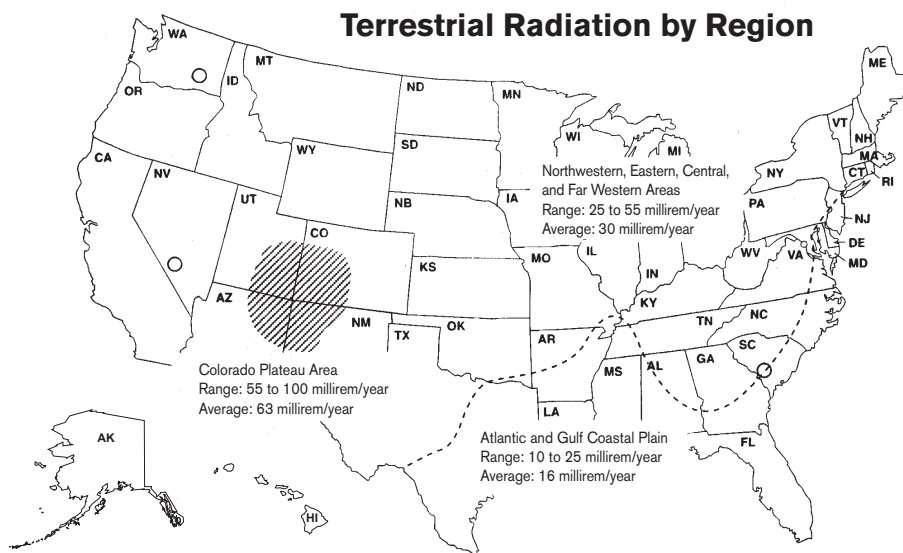 Terrestrial Radiation by Region
WA
MT
ND
MN
ME
OR
ID
WI
VT
NH
SD
MI
MA
CA
WY
NY
CT
RI
NV
Northwestern, Eastern, Central,
and Far Western Areas
Range: 25 to 55 millirem/year
Average: 30 millirem/year
UT
NB
IA
PA
NJ
CO
DE
MD
IL
WV
VA
MO
KS
IN
AZ
KY
NM
TX
OK
TN
NC
AR
SC
Colorado Plateau Area
Range: 55 to 100 millirem/year
Average: 63 millirem/year
MS
AL
GA
LA
AK
Atlantic and Gulf Coastal Plain
Range: 10 to 25 millirem/year
Average: 16 millirem/year
FL
HI